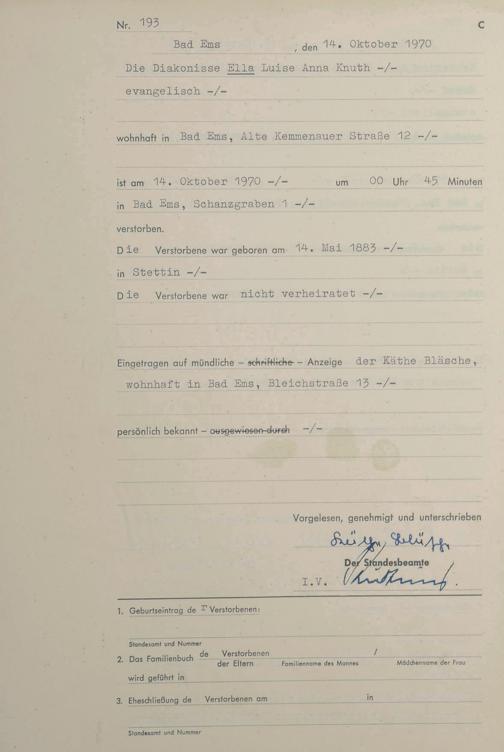 Nr. 193 C
Bad Ems, den 14. Oktober 1970
Die Diakonisse Ella Luise Anna Knuth -/-
evangelisch -/-
wohnhaft in Bad Ems, Alte Kemmenauer Straße 12 -/-
ist am 14. Oktober 1970 -/- um 00 Uhr 45 Minuten
in Bad Ems, Schanzgraben 1 -/-
verstorben.
Die Verstorbene war geboren am 14. Mai 1883 -/-
in Stettin -/-
Die Verstorbene war nicht verheiratet -/-
Eingetragen auf mündliche – schriftliche – Anzeige der Käthe Bläsche,
wohnhaft in Bad Ems, Bleichstraße 13 -/-
persönlich bekannt – ausgewiesen durch -/-
Vorgelesen, genehmigt und unterschrieben
Käthe Bläsche
Der Standesbeamte
I.V.
1. Geburtseintrag de r Verstorbenen:
Standesamt und Nummer
2. Das Familienbuch de Verstorbenen /
der Eltern Familienname des Mannes Mädchenname der Frau
wird geführt in
3. Eheschließung de Verstorbenen am in
Standesamt und Nummer